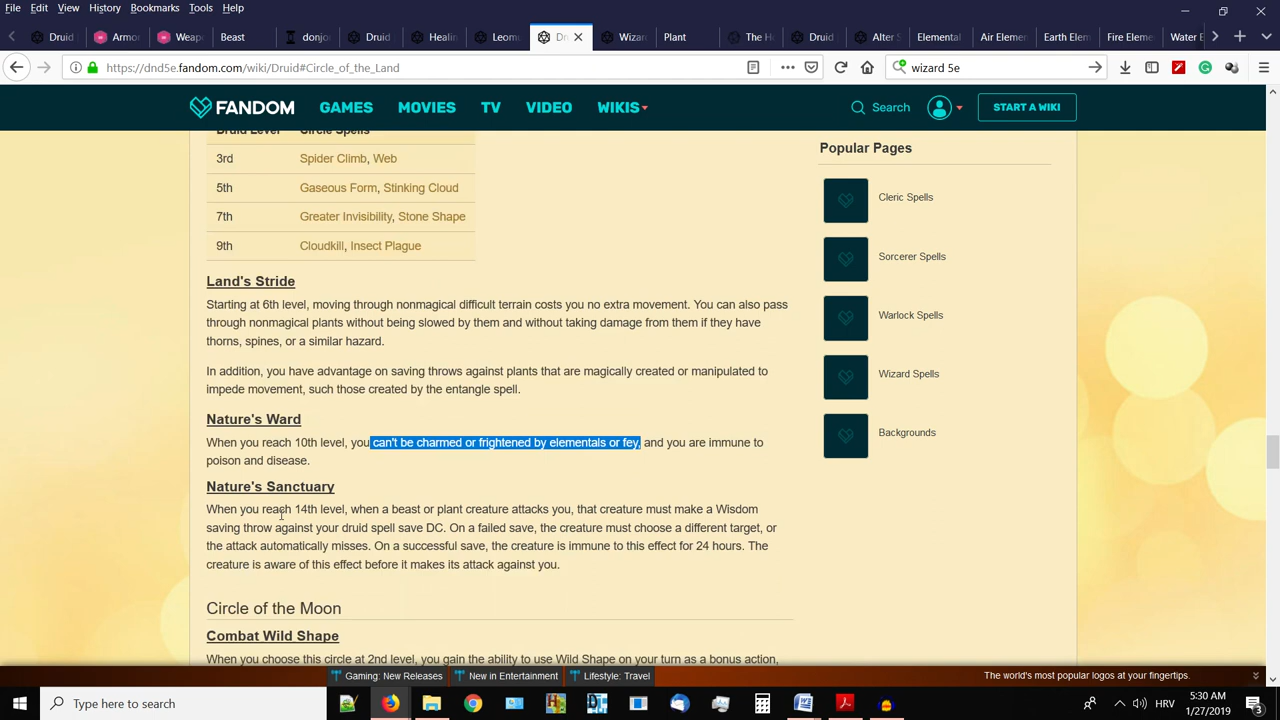 File Edit View History Bookmarks Tools Help
Druid
Armor
Weap
Beast
donjo
Druid
Healin
Leomu
Dr
Wizar
Plant
The H
Druid
Alter S
Elemental
Air Elemen
Earth Elem
Fire Eleme
Water E
https://dnd5e.fandom.com/wiki/Druid#Circle_of_the_Land
wizard 5e
FANDOM GAMES MOVIES TV VIDEO WIKIS Search START A WIKI
Druid Level Circle Spells
3rd Spider Climb, Web
5th Gaseous Form, Stinking Cloud
7th Greater Invisibility, Stone Shape
9th Cloudkill, Insect Plague
Land's Stride
Starting at 6th level, moving through nonmagical difficult terrain costs you no extra movement. You can also pass
through nonmagical plants without being slowed by them and without taking damage from them if they have
thorns, spines, or a similar hazard.
In addition, you have advantage on saving throws against plants that are magically created or manipulated to
impede movement, such those created by the entangle spell.
Nature's Ward
When you reach 10th level, you can't be charmed or frightened by elementals or fey, and you are immune to
poison and disease.
Nature's Sanctuary
When you reach 14th level, when a beast or plant creature attacks you, that creature must make a Wisdom
saving throw against your druid spell save DC. On a failed save, the creature must choose a different target, or
the attack automatically misses. On a successful save, the creature is immune to this effect for 24 hours. The
creature is aware of this effect before it makes its attack against you.
Circle of the Moon
Combat Wild Shape
When you choose this circle at 2nd level, you gain the ability to use Wild Shape on your turn as a bonus action,
Popular Pages
Cleric Spells
Sorcerer Spells
Warlock Spells
Wizard Spells
Backgrounds
Gaming: New Releases
New in Entertainment
Lifestyle: Travel
The world's most popular logos at your fingertips.
Type here to search
HRV
5:30 AM
1/27/2019
3